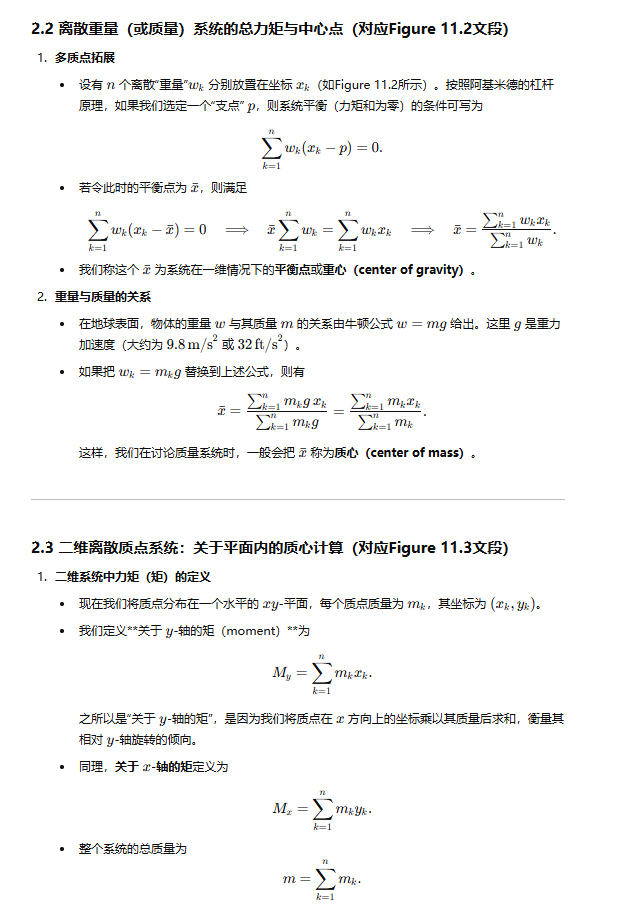 2.2 离散重量（或质量）系统的总力矩与中心点（对应Figure 11.2文段）
1. 多质点拓展
• 设有 n 个离散“重量”w_k 分别放置在坐标 x_k（如Figure 11.2所示）。按照阿基米德的杠杆
原理，如果我们选定一个“支点” p，则系统平衡（力矩和为零）的条件可写为
\sum_{k=1}^{n} w_k(x_k − p) = 0.
• 若令此时的平衡点为 \bar{x}，则满足
\sum_{k=1}^{n} w_k(x_k − \bar{x}) = 0 ⟹ \bar{x} \sum_{k=1}^{n} w_k = \sum_{k=1}^{n} w_k x_k ⟹ \bar{x} = \frac{\sum_{k=1}^{n} w_k x_k}{\sum_{k=1}^{n} w_k}.
• 我们称这个 \bar{x} 为系统在一维情况下的平衡点或重心（center of gravity）。
2. 重量与质量的关系
• 在地球表面，物体的重量 w 与其质量 m 的关系由牛顿公式 w = mg 给出。这里 g 是重力
加速度（大约为 9.8 m/s² 或 32 ft/s²）。
• 如果把 w_k = m_k g 替换到上述公式，则有
\bar{x} = \frac{\sum_{k=1}^{n} m_k g x_k}{\sum_{k=1}^{n} m_k g} = \frac{\sum_{k=1}^{n} m_k x_k}{\sum_{k=1}^{n} m_k}.
这样，我们在讨论质量系统时，一般会把 \bar{x} 称为质心（center of mass）。
2.3 二维离散质点系统：关于平面内的质心计算（对应Figure 11.3文段）
1. 二维系统中力矩（矩）的定义
• 现在我们将质点分布在一个水平的 xy-平面，每个质点质量为 m_k，其坐标为 (x_k, y_k)。
• 我们定义**关于 y-轴的矩（moment）**为
M_y = \sum_{k=1}^{n} m_k x_k.
之所以是“关于 y-轴的矩”，是因为我们将质点在 x 方向上的坐标乘以其质量后求和，衡量其
相对 y-轴旋转的倾向。
• 同理，关于 x-轴的矩定义为
M_x = \sum_{k=1}^{n} m_k y_k.
• 整个系统的总质量为
m = \sum_{k=1}^{n} m_k.